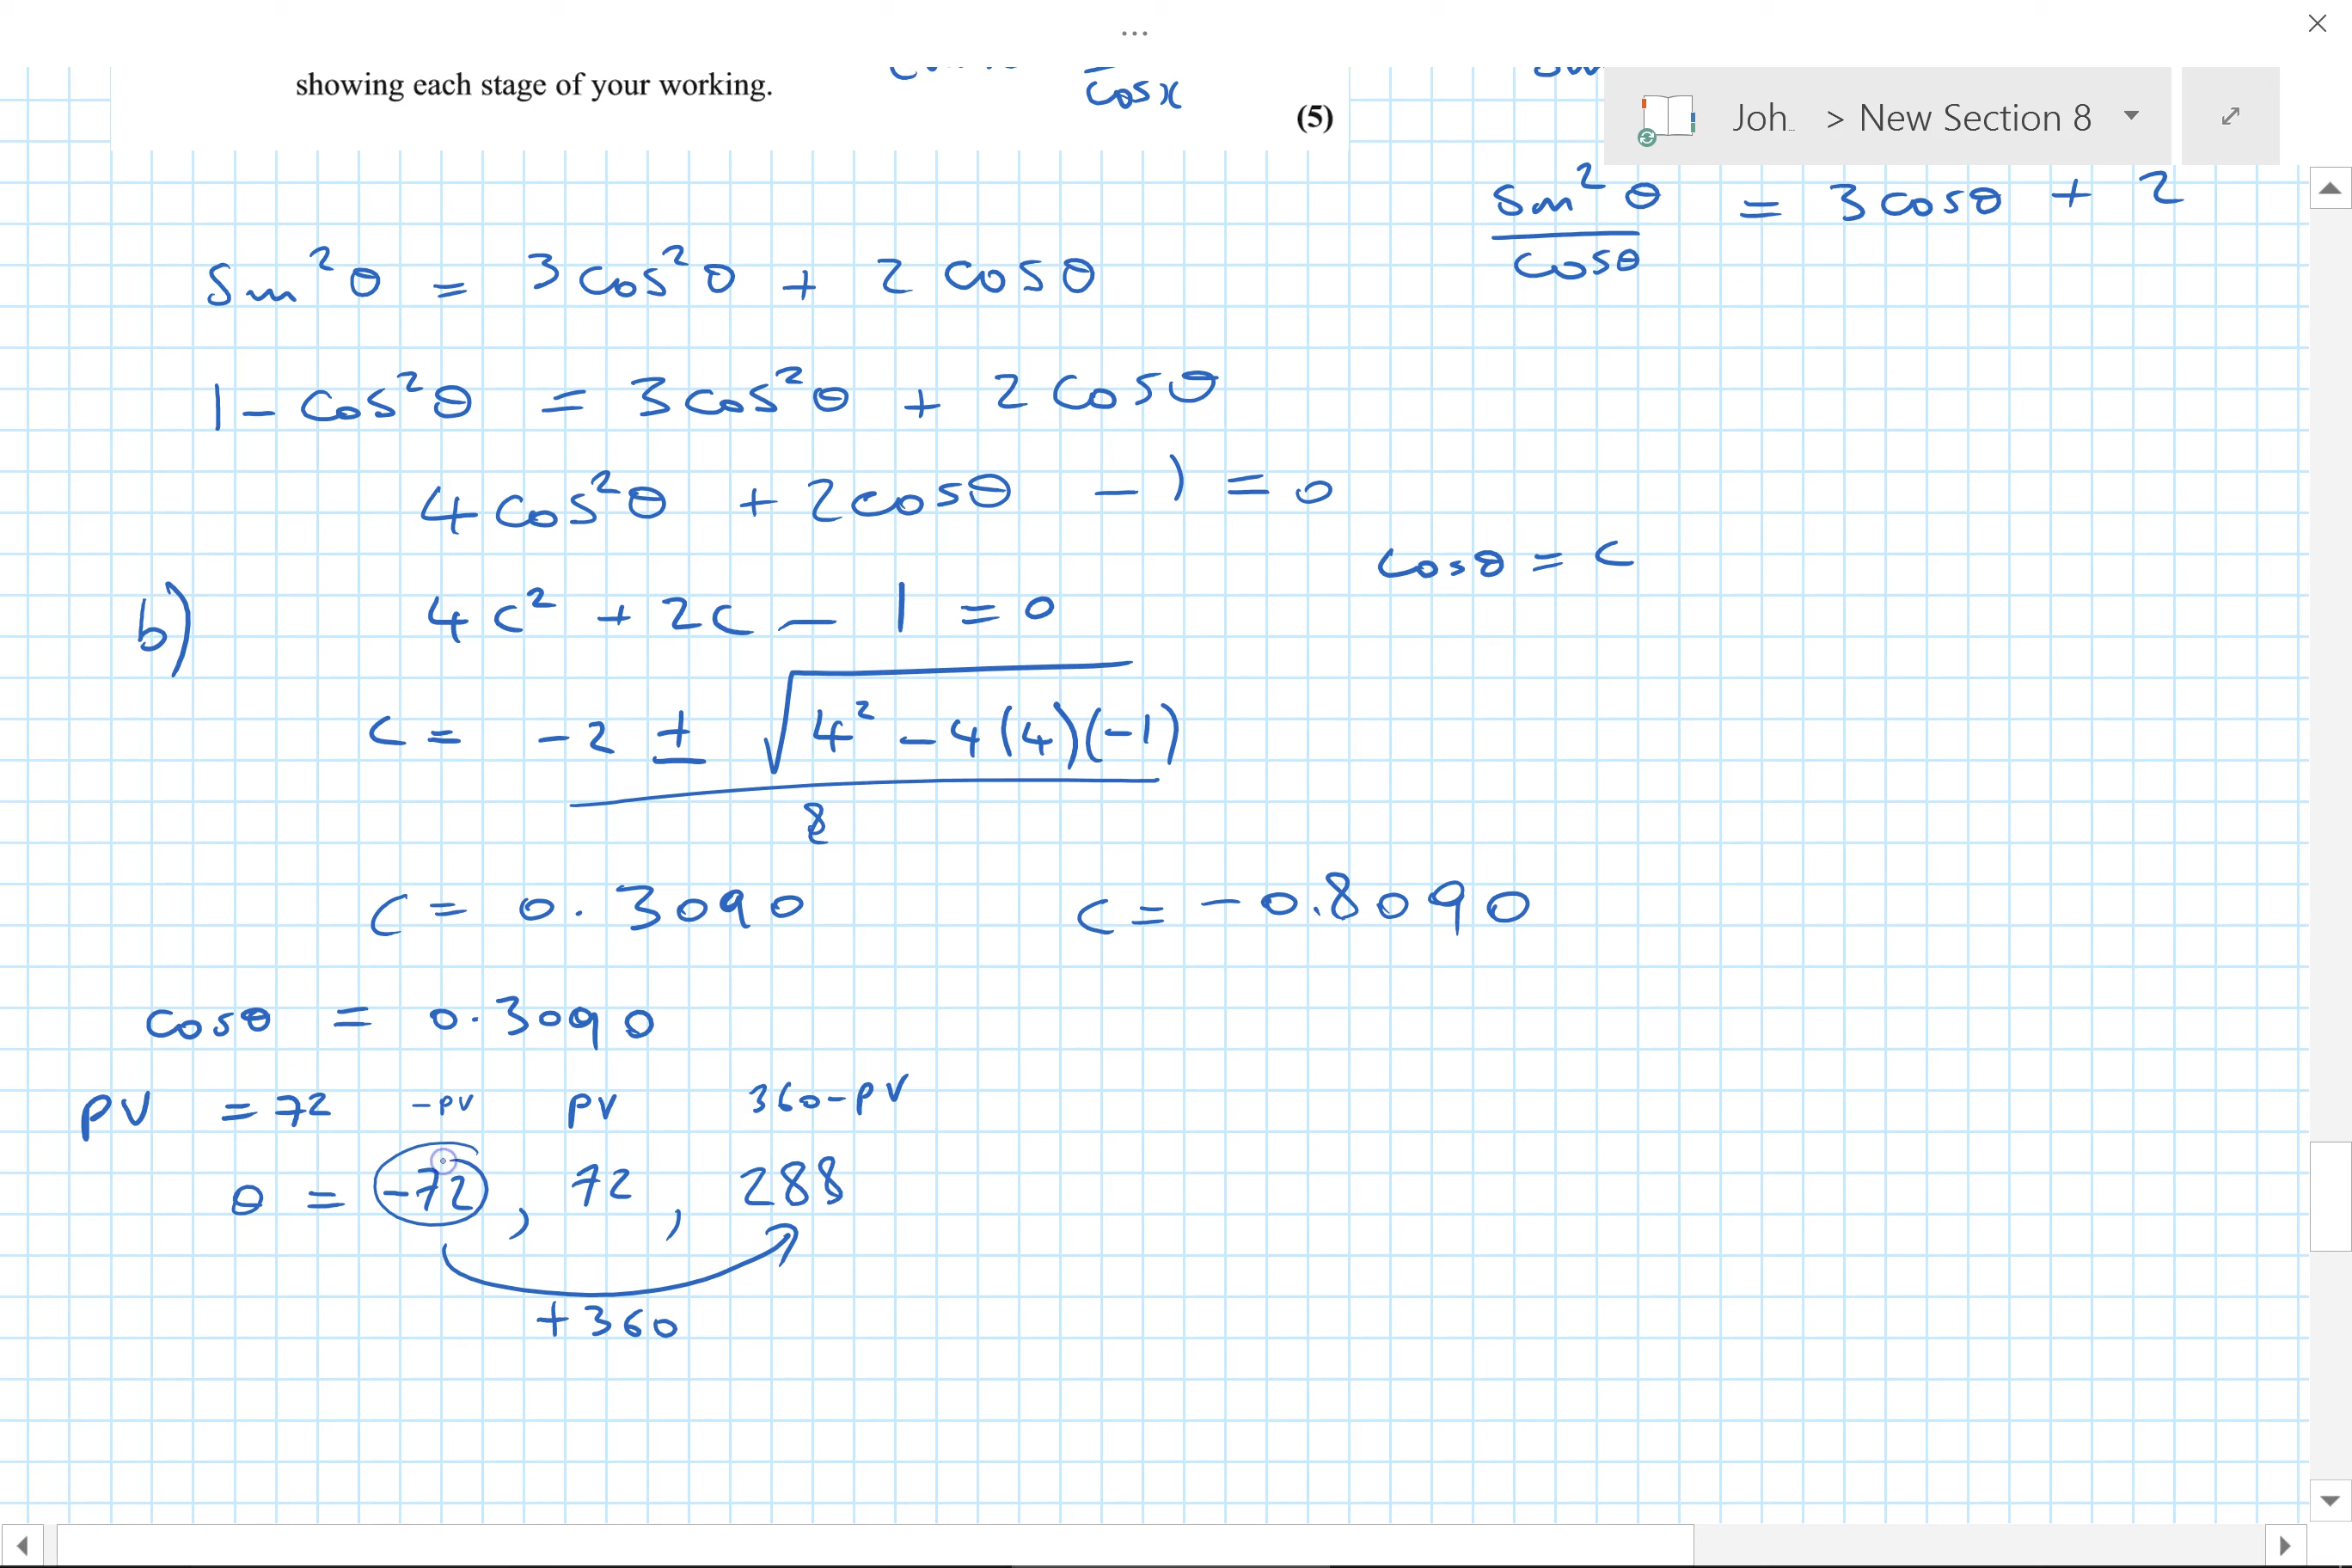 ...
showing each stage of your working.
cos x
(5)
Joh... > New Section 8
sin²θ / cosθ = 3cosθ + 2
sin²θ = 3cos²θ + 2cosθ
1 - cos²θ = 3cos²θ + 2cosθ
4cos²θ + 2cosθ - 1 = 0
cosθ = c
b) 4c² + 2c - 1 = 0
c = -2 ± √4² - 4(4)(-1) / 8
c = 0.3090 c = -0.8090
cosθ = 0.3090
pv = 72 -pv pv 360-pv
θ = -72, 72, 288
+360